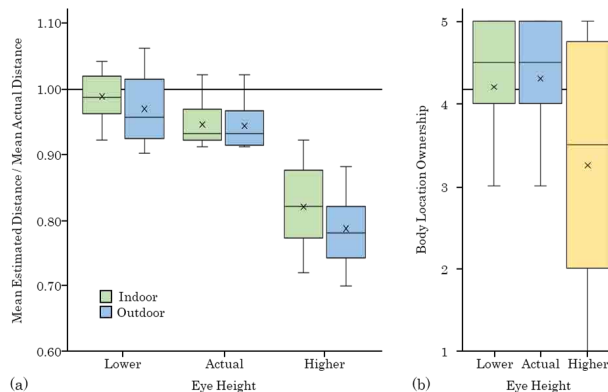 1.10
1.00
0.90
0.80
0.70
0.60
Mean Estimated Distance / Mean Actual Distance
Indoor
Outdoor
Lower Actual Higher
Eye Height
(a)
5
4
3
2
1
Body Location Ownership
Lower Actual Higher
Eye Height
(b)